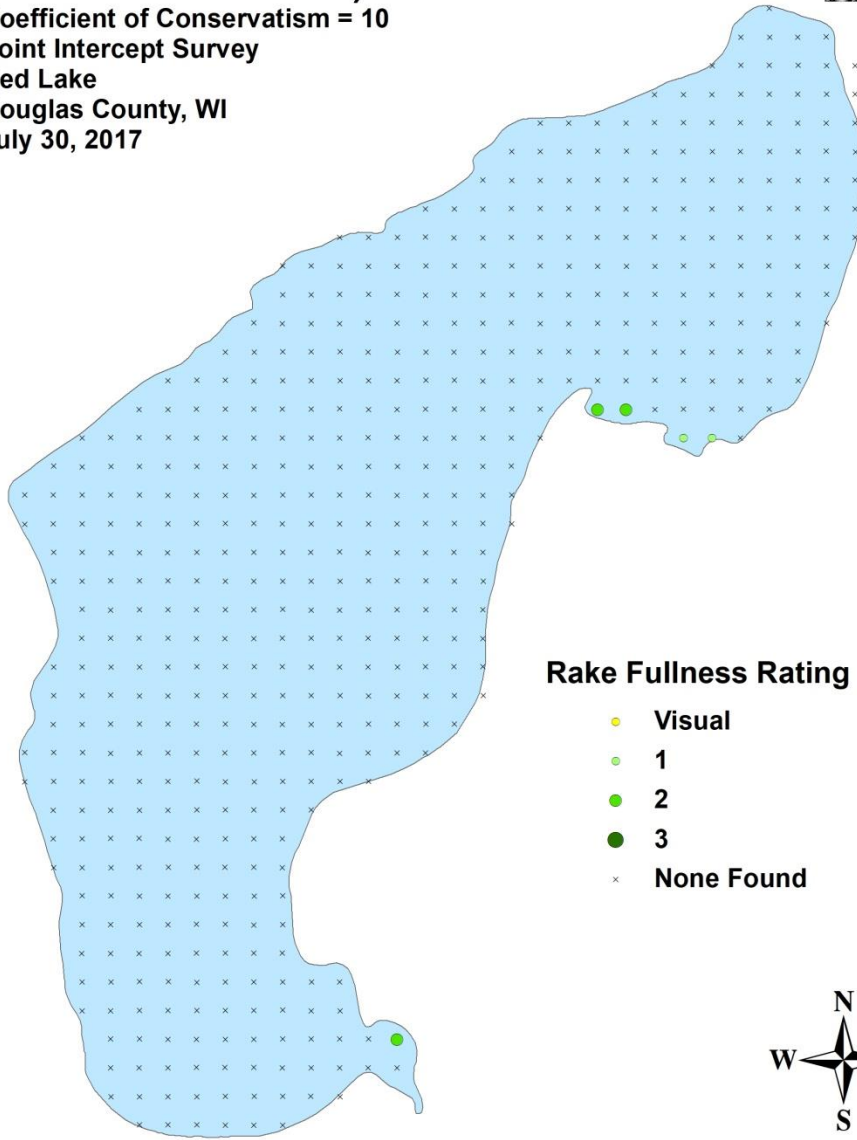 oefficient of Conservatism = 10
oint Intercept Survey
ed Lake
ouglas County, WI
uly 30, 2017
Rake Fullness Rating
Visual
1
2
3
None Found
N
W
S